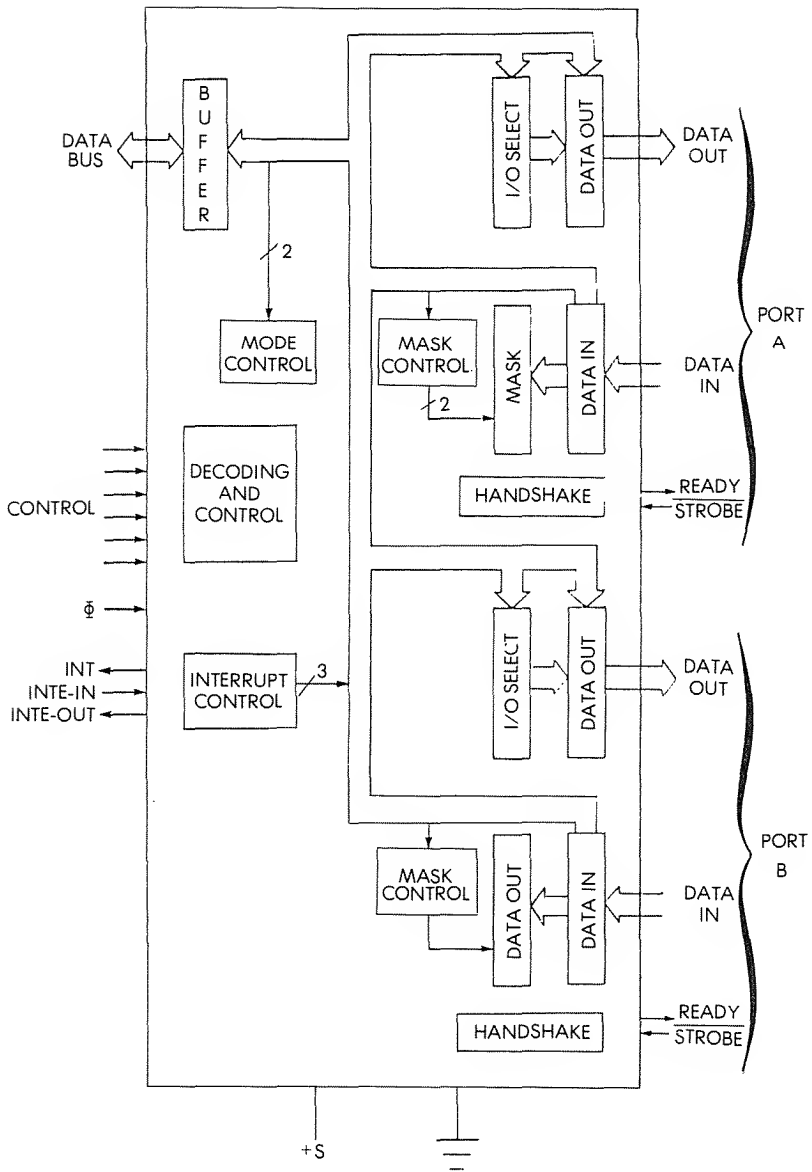 BUFFER
DATA
BUS
2
MODE
CONTROL
CONTROL
DECODING
AND
CONTROL
Φ
INT
INTE-IN
INTE-OUT
INTERRUPT
CONTROL
3
I/O SELECT
DATA OUT
DATA
OUT
MASK
CONTROL
2
MASK
DATA IN
DATA
IN
PORT
A
HANDSHAKE
READY
STROBE
I/O SELECT
DATA OUT
DATA
OUT
MASK
CONTROL
DATA OUT
DATA IN
DATA
IN
PORT
B
HANDSHAKE
READY
STROBE
+S